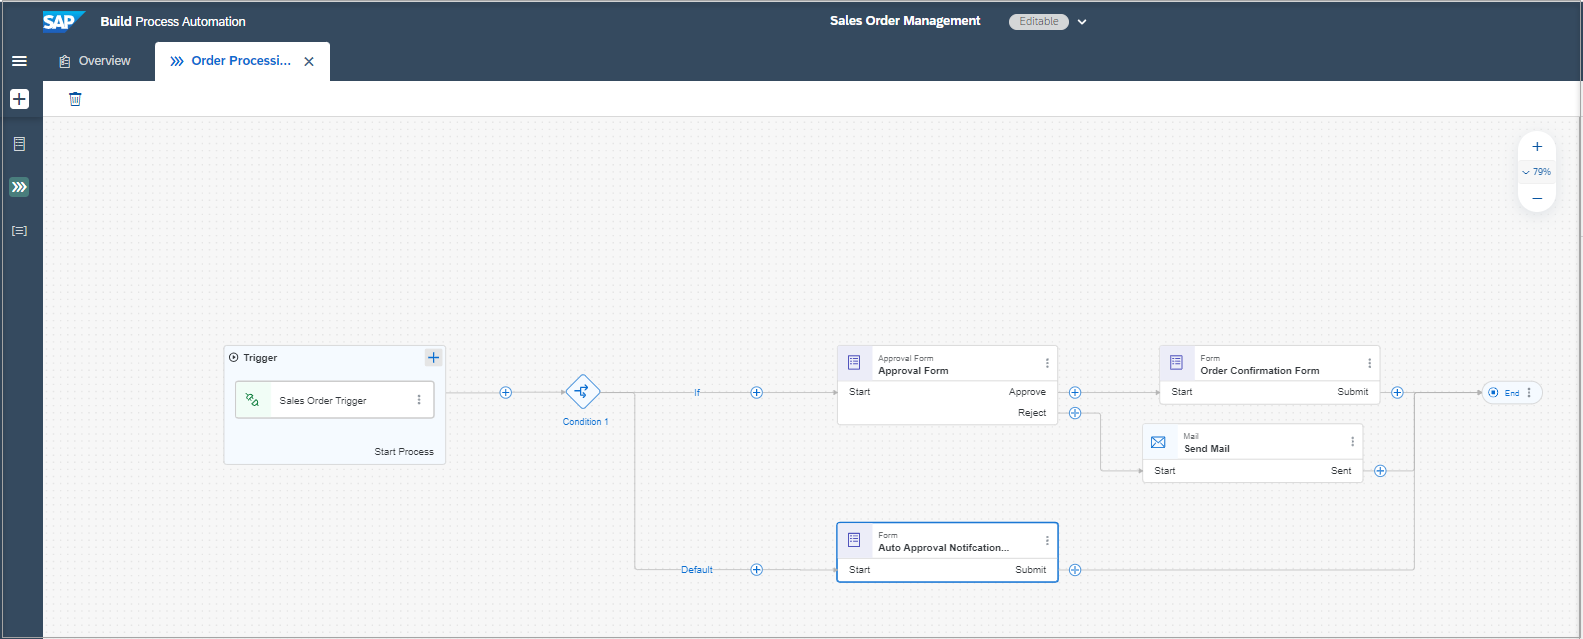 SAP Build Process Automation
Sales Order Management Editable
Overview
Order Processi...
79%
Trigger
Sales Order Trigger
Start Process
Condition 1
If
Default
Approval Form
Approval Form
Start Approve
Reject
Form
Order Confirmation Form
Start Submit
Mail
Send Mail
Start Sent
End
Form
Auto Approval Notifcation...
Start Submit